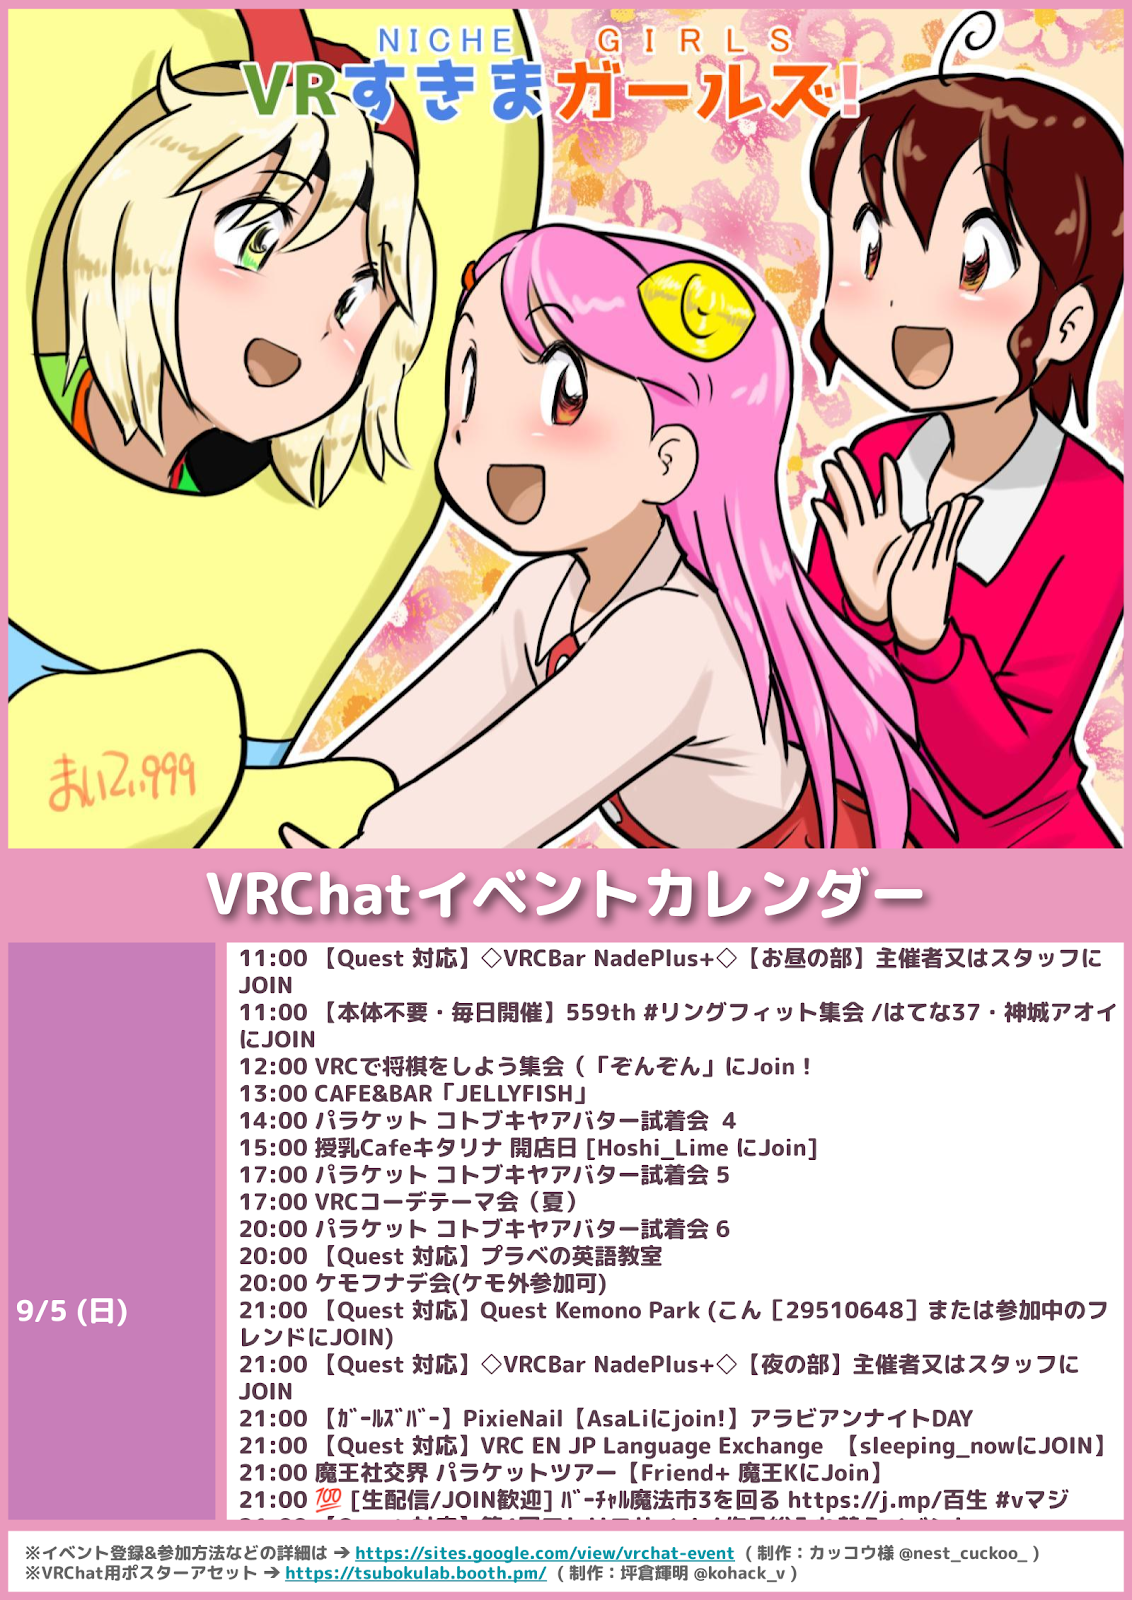 NICHE GIRLS
VRすきまガールズ!
まいてぃ999
VRChatイベントカレンダー
9/5 (日)
11:00 【Quest 対応】◇VRCBar NadePlus+◇【お昼の部】主催者又はスタッフに
JOIN
11:00 【本体不要・毎日開催】559th #リングフィット集会 /はてな37・神城アオイ
にJOIN
12:00 VRCで将棋をしよう集会（「ぞんぞん」にJoin！
13:00 CAFE&BAR「JELLYFISH」
14:00 パラケット コトブキヤアバター試着会 4
15:00 授乳Cafeキタリナ 開店日 [Hoshi_Lime にJoin]
17:00 パラケット コトブキヤアバター試着会 5
17:00 VRCコーデテーマ会（夏）
20:00 パラケット コトブキヤアバター試着会 6
20:00 【Quest 対応】プラベの英語教室
20:00 ケモフナデ会(ケモ外参加可)
21:00 【Quest 対応】Quest Kemono Park (こん［29510648］または参加中のフ
レンドにJOIN)
21:00 【Quest 対応】◇VRCBar NadePlus+◇【夜の部】主催者又はスタッフに
JOIN
21:00 【ｶﾞｰﾙｽﾞﾊﾞｰ】PixieNail【AsaLiにjoin!】アラビアンナイトDAY
21:00 【Quest 対応】VRC EN JP Language Exchange 【sleeping_nowにJOIN】
21:00 魔王社交界 パラケットツアー【Friend+ 魔王KにJoin】
21:00 💯 [生配信/JOIN歓迎] ﾊﾞｰﾁｬﾙ魔法市3を回る https://j.mp/百生 #vマジ
※イベント登録&参加方法などの詳細は ➔ https://sites.google.com/view/vrchat-event ( 制作：カッコウ様 @nest_cuckoo_ )
※VRChat用ポスターアセット ➔ https://tsubokulab.booth.pm/ ( 制作：坪倉輝明 @kohack_v )